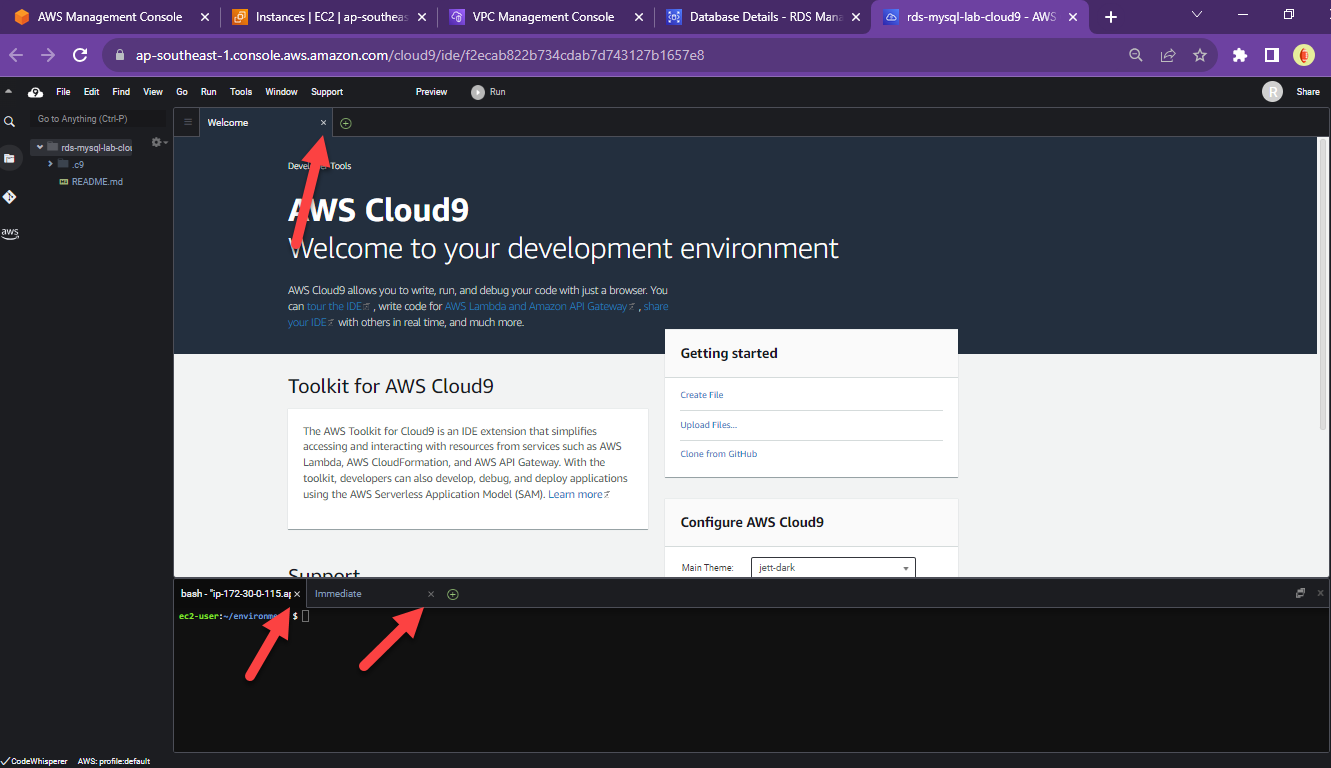 AWS Management Console
Instances | EC2 | ap-southeas
VPC Management Console
Database Details - RDS Mana
rds-mysql-lab-cloud9 - AWS
ap-southeast-1.console.aws.amazon.com/cloud9/ide/f2ecab822b734cdab7d743127b1657e8
9 File Edit Find View Go Run Tools Window Support Preview Run R Share
Go to Anything (Ctrl-P)
Welcome
rds-mysql-lab-clou
.c9
README.md
aws
Tools
AWS Cloud9
Welcome to your development environment
AWS Cloud9 allows you to write, run, and debug your code with just a browser. You
can tour the IDE , write code for AWS Lambda and Amazon API Gateway , share
your IDE with others in real time, and much more.
Getting started
Create File
Upload Files...
Clone from GitHub
Toolkit for AWS Cloud9
The AWS Toolkit for Cloud9 is an IDE extension that simplifies
accessing and interacting with resources from services such as AWS
Lambda, AWS CloudFormation, and AWS API Gateway. With the
toolkit, developers can also develop, debug, and deploy applications
using the AWS Serverless Application Model (SAM). Learn more
Configure AWS Cloud9
Main Theme: jett-dark
Support
bash - "ip-172-30-0-115.ap
Immediate
ec2-user:~/environme $
CodeWhisperer AWS: profile:default